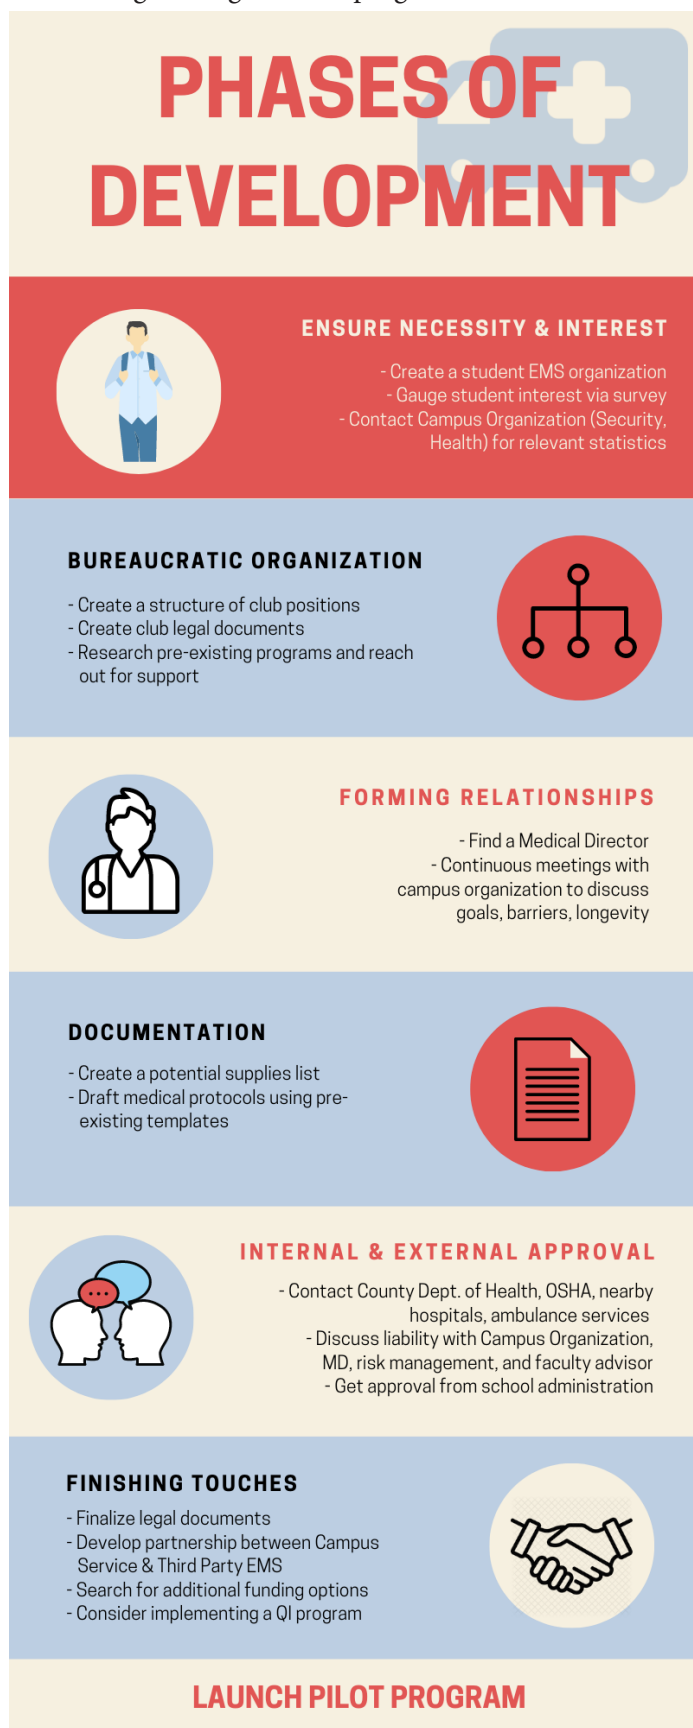 PHASES OF
DEVELOPMENT
ENSURE NECESSITY & INTEREST
- Create a student EMS organization
- Gauge student interest via survey
- Contact Campus Organization (Security,
Health) for relevant statistics
BUREAUCRATIC ORGANIZATION
- Create a structure of club positions
- Create club legal documents
- Research pre-existing programs and reach
out for support
FORMING RELATIONSHIPS
- Find a Medical Director
- Continuous meetings with
campus organization to discuss
goals, barriers, longevity
DOCUMENTATION
- Create a potential supplies list
- Draft medical protocols using pre-
existing templates
INTERNAL & EXTERNAL APPROVAL
- Contact County Dept. of Health, OSHA, nearby
hospitals, ambulance services
- Discuss liability with Campus Organization,
MD, risk management, and faculty advisor
- Get approval from school administration
FINISHING TOUCHES
- Finalize legal documents
- Develop partnership between Campus
Service & Third Party EMS
- Search for additional funding options
- Consider implementing a QI program
LAUNCH PILOT PROGRAM